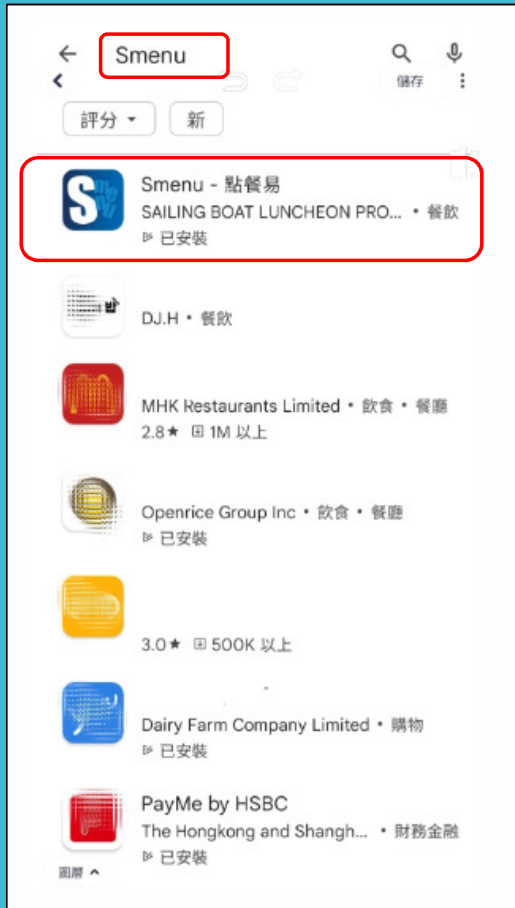 Smenu
儲存
評分
新
Smenu - 點餐易
SAILING BOAT LUNCHEON PRO... • 餐飲
已安裝
DJ.H • 餐飲
MHK Restaurants Limited • 飲食 • 餐廳
2.8★ 1M 以上
Openrice Group Inc • 飲食 • 餐廳
已安裝
3.0★ 500K 以上
Dairy Farm Company Limited • 購物
已安裝
PayMe by HSBC
The Hongkong and Shangh... • 財務金融
已安裝
圖層